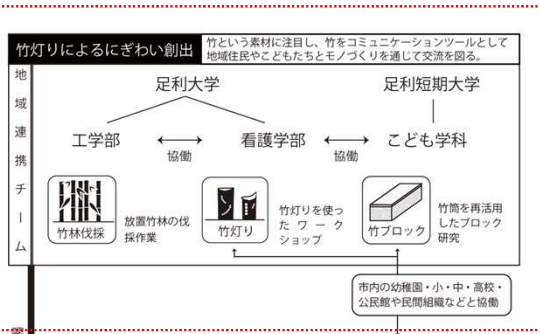 竹灯りによるにぎわい創出
竹という素材に注目し、竹をコミュニケーションツールとして
地域住民やこどもたちとモノづくりを通じて交流を図る。
地域連携チーム
足利大学
足利短期大学
工学部
協働
看護学部
協働
こども学科
竹林伐採
放置竹林の伐
採作業
竹灯り
竹灯りを使っ
たワーク
ショップ
竹ブロック
竹筒を再活用
したブロック
研究
市内の幼稚園・小・中・高校・
公民館や民間組織などと協働